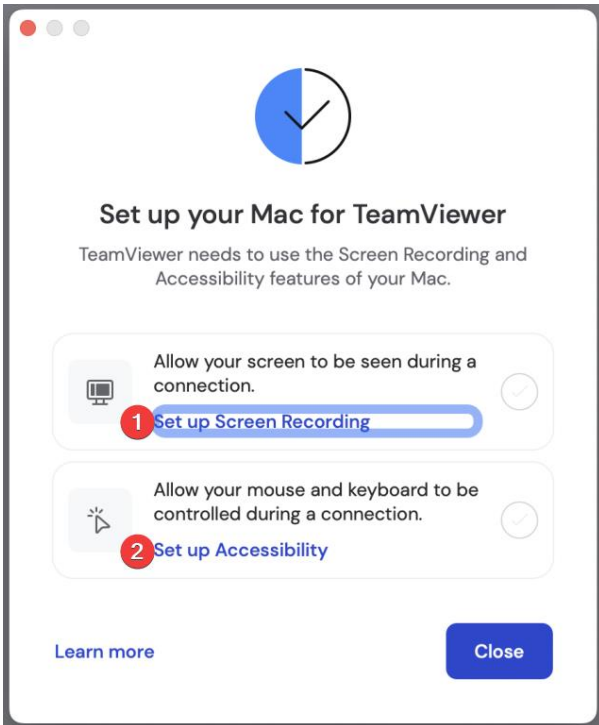 Set up your Mac for TeamViewer
TeamViewer needs to use the Screen Recording and
Accessibility features of your Mac.
Allow your screen to be seen during a
connection.
1 Set up Screen Recording
Allow your mouse and keyboard to be
controlled during a connection.
2 Set up Accessibility
Learn more
Close